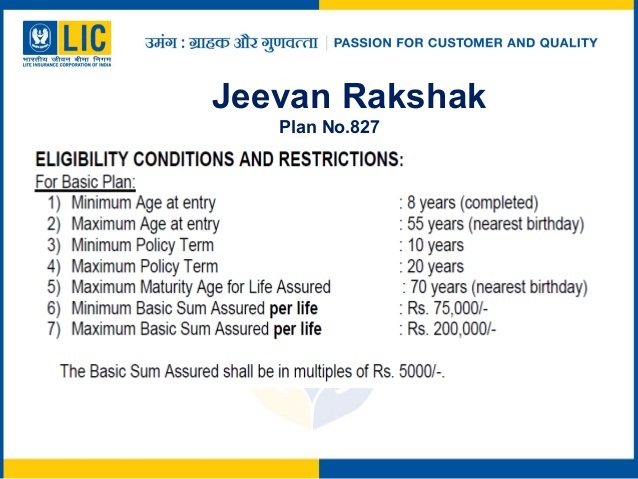 LIC
भारतीय जीवन बीमा निगम
LIFE INSURANCE CORPORATION OF INDIA
उमंग : ग्राहक और गुणवत्ता | PASSION FOR CUSTOMER AND QUALITY
Jeevan Rakshak
Plan No.827
ELIGIBILITY CONDITIONS AND RESTRICTIONS:
For Basic Plan:
1) Minimum Age at entry : 8 years (completed)
2) Maximum Age at entry : 55 years (nearest birthday)
3) Minimum Policy Term : 10 years
4) Maximum Policy Term : 20 years
5) Maximum Maturity Age for Life Assured : 70 years (nearest birthday)
6) Minimum Basic Sum Assured per life : Rs. 75,000/-
7) Maximum Basic Sum Assured per life : Rs. 200,000/-
The Basic Sum Assured shall be in multiples of Rs. 5000/-.